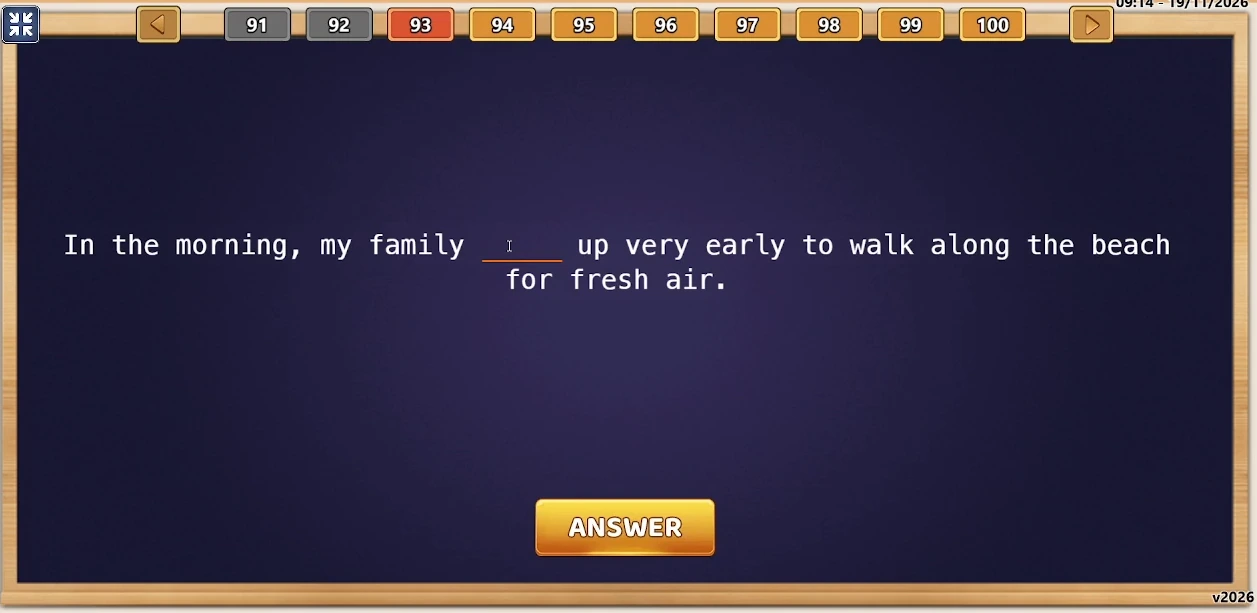 09:14 - 19/11/2026
91 92 93 94 95 96 97 98 99 100
In the morning, my family _____ up very early to walk along the beach
for fresh air.
ANSWER
v2026